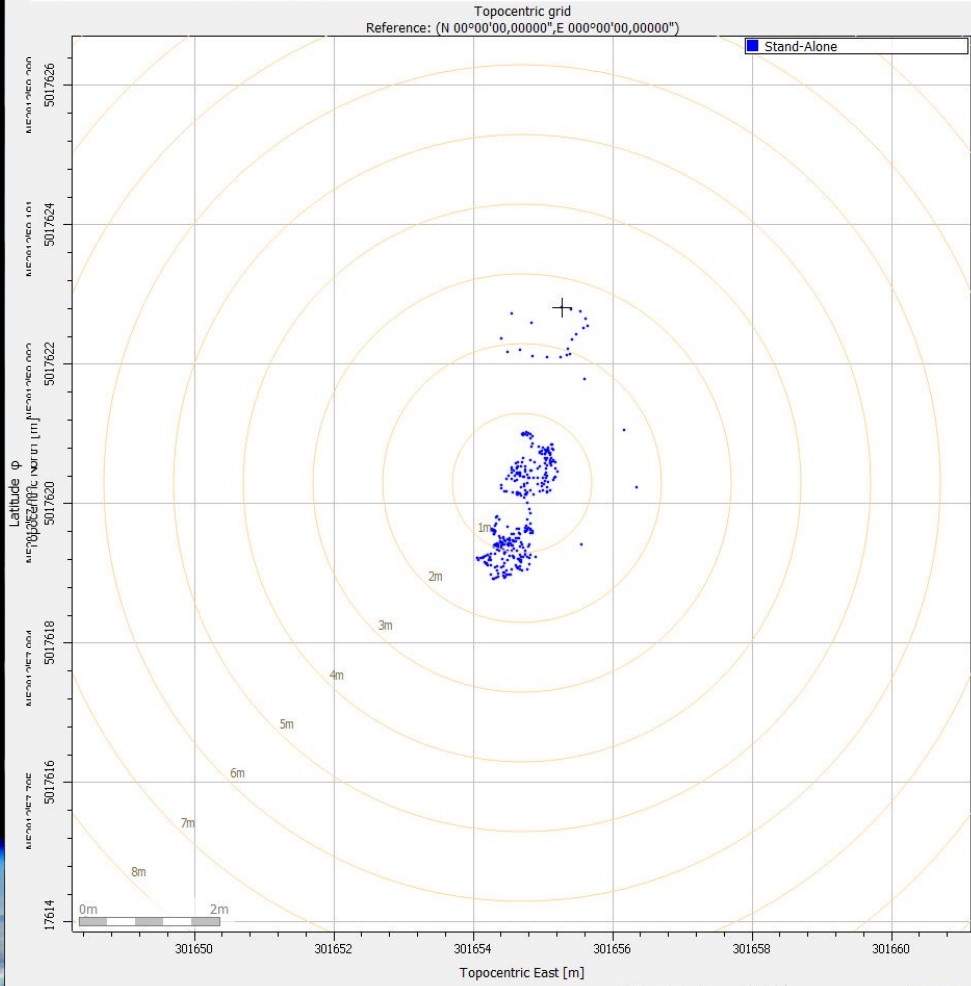 Topocentric grid
Reference: (N 00°00'00,00000",E 000°00'00,00000")
Stand-Alone
5017626
5017624
5017622
5017620
5017618
5017616
17614
Latitude φ
1m
2m
3m
4m
5m
6m
7m
8m
0m 2m
301650 301652 301654 301656 301658 301660
Topocentric East [m]